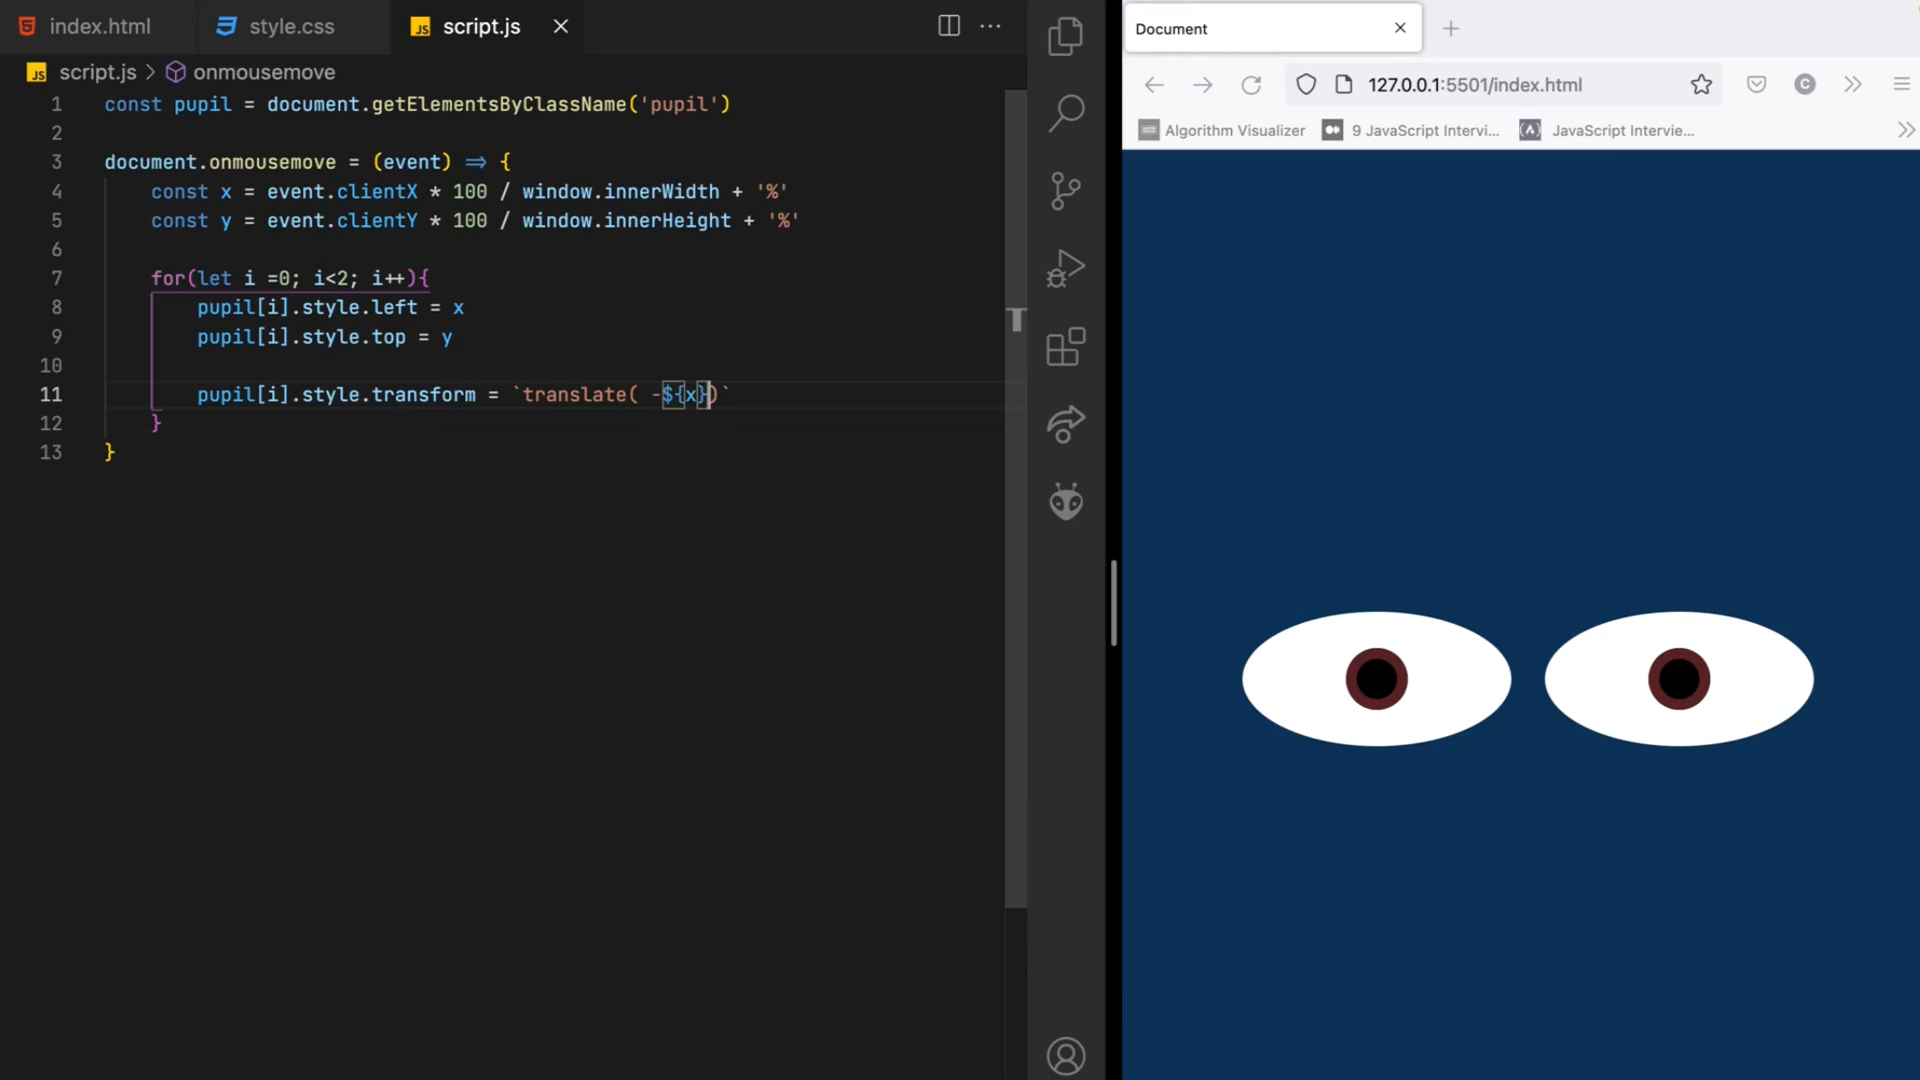 index.html
style.css
JS script.js
JS script.js > onmousemove
1 const pupil = document.getElementsByClassName('pupil')
2
3 document.onmousemove = (event) => {
4 const x = event.clientX * 100 / window.innerWidth + '%'
5 const y = event.clientY * 100 / window.innerHeight + '%'
6
7 for(let i =0; i<2; i++){
8 pupil[i].style.left = x
9 pupil[i].style.top = y
10
11 pupil[i].style.transform = `translate( -${x})`
12 }
13 }
Document
127.0.0.1:5501/index.html
C
Algorithm Visualizer
9 JavaScript Intervi...
JavaScript Intervie...